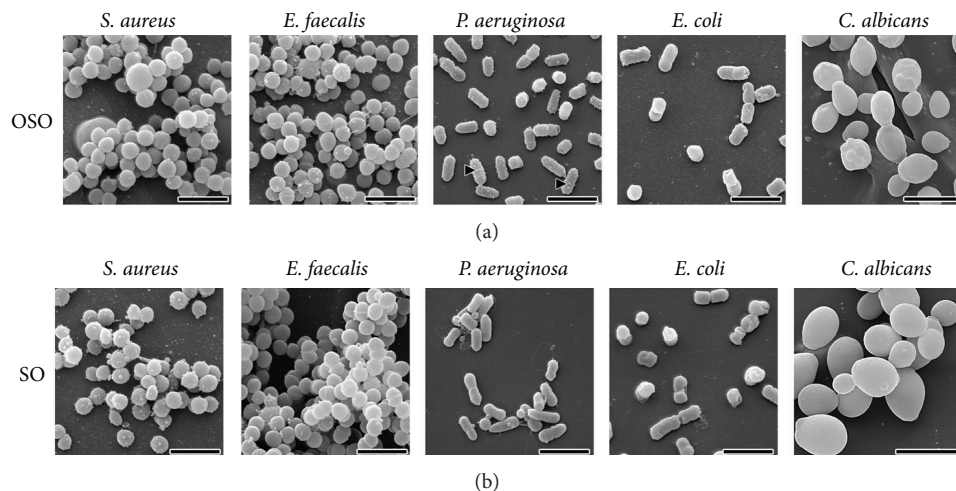 S. aureus E. faecalis P. aeruginosa E. coli C. albicans
OSO
(a)
S. aureus E. faecalis P. aeruginosa E. coli C. albicans
SO
(b)